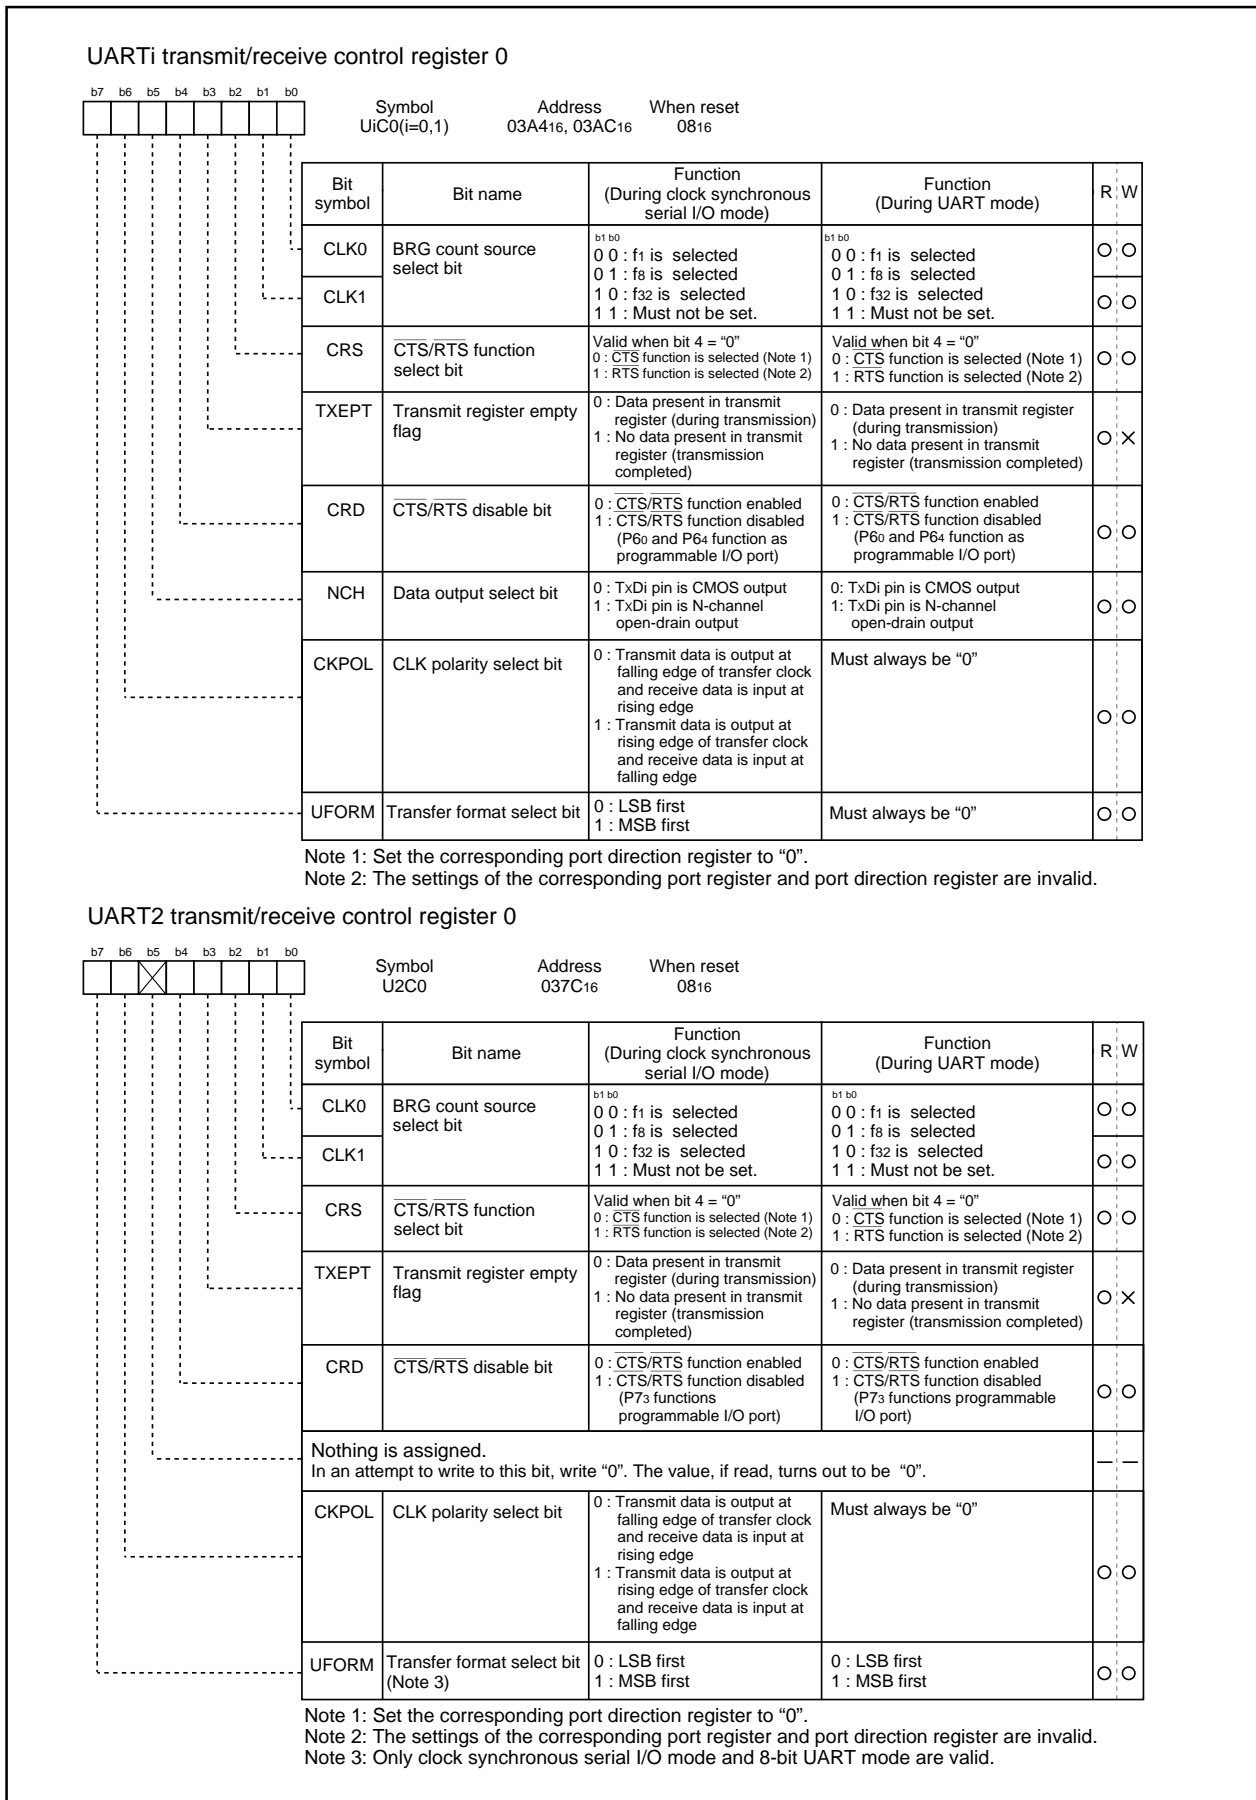 UARTi transmit/receive control register 0
b7 b6 b5 b4 b3 b2 b1 b0
Symbol Address When reset
UiC0(i=0,1) 03A416, 03AC16 0816
Bit symbol Bit name Function (During clock synchronous serial I/O mode) Function (During UART mode) R W
CLK0 BRG count source select bit
CLK1
b1 b0
0 0 : f1 is selected
0 1 : f8 is selected
1 0 : f32 is selected
1 1 : Must not be set.
b1 b0
0 0 : f1 is selected
0 1 : f8 is selected
1 0 : f32 is selected
1 1 : Must not be set.
CRS CTS/RTS function select bit
Valid when bit 4 = “0”
0 : CTS function is selected (Note 1)
1 : RTS function is selected (Note 2)
Valid when bit 4 = “0”
0 : CTS function is selected (Note 1)
1 : RTS function is selected (Note 2)
TXEPT Transmit register empty flag
0 : Data present in transmit
register (during transmission)
1 : No data present in transmit
register (transmission
completed)
0 : Data present in transmit register
(during transmission)
1 : No data present in transmit
register (transmission completed)
CRD CTS/RTS disable bit
0 : CTS/RTS function enabled
1 : CTS/RTS function disabled
(P60 and P64 function as
programmable I/O port)
0 : CTS/RTS function enabled
1 : CTS/RTS function disabled
(P60 and P64 function as
programmable I/O port)
NCH Data output select bit
0 : TXDi pin is CMOS output
1 : TXDi pin is N-channel
open-drain output
0: TXDi pin is CMOS output
1: TXDi pin is N-channel
open-drain output
CKPOL CLK polarity select bit
0 : Transmit data is output at
falling edge of transfer clock
and receive data is input at
rising edge
1 : Transmit data is output at
rising edge of transfer clock
and receive data is input at
falling edge
Must always be “0”
UFORM Transfer format select bit
0 : LSB first
1 : MSB first
Must always be “0”
Note 1: Set the corresponding port direction register to “0”.
Note 2: The settings of the corresponding port register and port direction register are invalid.
UART2 transmit/receive control register 0
b7 b6 b5 b4 b3 b2 b1 b0
Symbol Address When reset
U2C0 037C16 0816
Bit symbol Bit name Function (During clock synchronous serial I/O mode) Function (During UART mode) R W
CLK0 BRG count source select bit
CLK1
b1 b0
0 0 : f1 is selected
0 1 : f8 is selected
1 0 : f32 is selected
1 1 : Must not be set.
b1 b0
0 0 : f1 is selected
0 1 : f8 is selected
1 0 : f32 is selected
1 1 : Must not be set.
CRS CTS/RTS function select bit
Valid when bit 4 = “0”
0 : CTS function is selected (Note 1)
1 : RTS function is selected (Note 2)
Valid when bit 4 = “0”
0 : CTS function is selected (Note 1)
1 : RTS function is selected (Note 2)
TXEPT Transmit register empty flag
0 : Data present in transmit
register (during transmission)
1 : No data present in transmit
register (transmission
completed)
0 : Data present in transmit register
(during transmission)
1 : No data present in transmit
register (transmission completed)
CRD CTS/RTS disable bit
0 : CTS/RTS function enabled
1 : CTS/RTS function disabled
(P73 functions
programmable I/O port)
0 : CTS/RTS function enabled
1 : CTS/RTS function disabled
(P73 functions programmable
I/O port)
Nothing is assigned.
In an attempt to write to this bit, write “0”. The value, if read, turns out to be “0”.
CKPOL CLK polarity select bit
0 : Transmit data is output at
falling edge of transfer clock
and receive data is input at
rising edge
1 : Transmit data is output at
rising edge of transfer clock
and receive data is input at
falling edge
Must always be “0”
UFORM Transfer format select bit (Note 3)
0 : LSB first
1 : MSB first
0 : LSB first
1 : MSB first
Note 1: Set the corresponding port direction register to “0”.
Note 2: The settings of the corresponding port register and port direction register are invalid.
Note 3: Only clock synchronous serial I/O mode and 8-bit UART mode are valid.